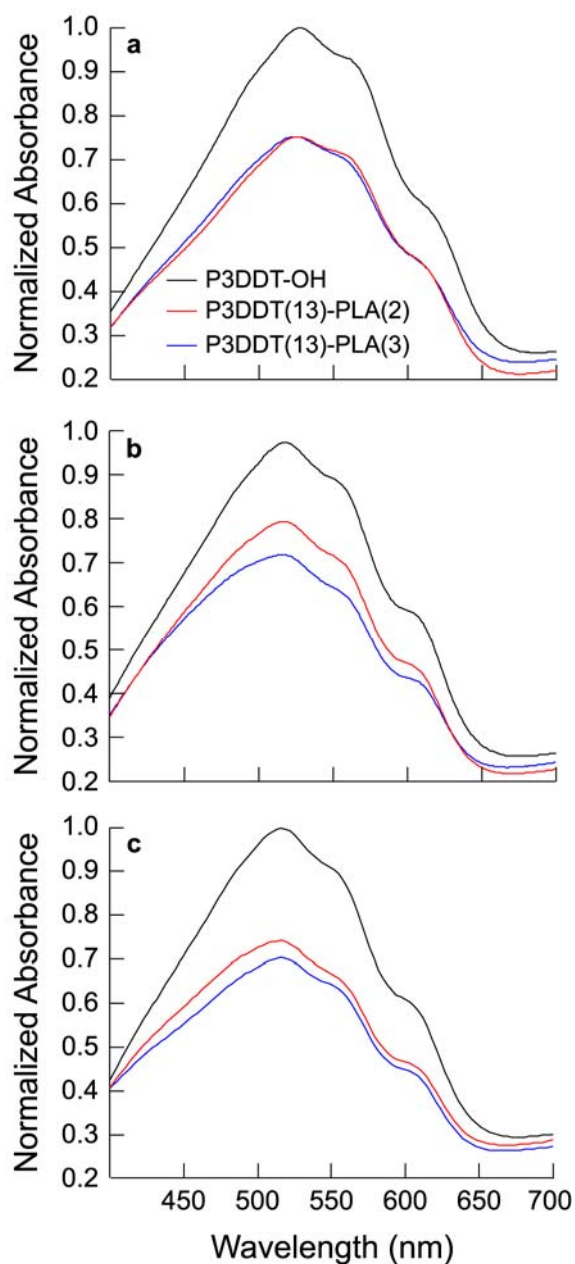 1.0
a
0.9
0.8
0.7
0.6
0.5
0.4
0.3
0.2
Normalized Absorbance
P3DDT-OH
P3DDT(13)-PLA(2)
P3DDT(13)-PLA(3)
1.0
b
0.9
0.8
0.7
0.6
0.5
0.4
0.3
0.2
Normalized Absorbance
1.0
c
0.9
0.8
0.7
0.6
0.5
0.4
0.3
0.2
Normalized Absorbance
450 500 550 600 650 700
Wavelength (nm)